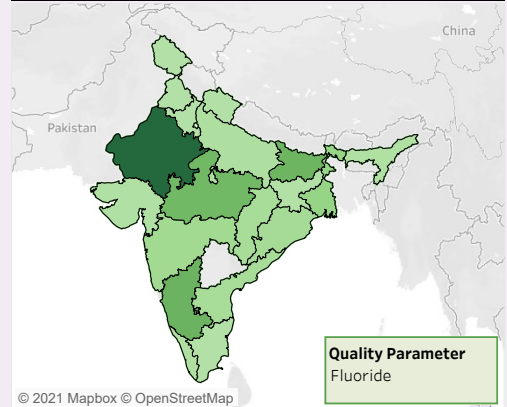 China
Pakistan
Quality Parameter
Fluoride
© 2021 Mapbox © OpenStreetMap